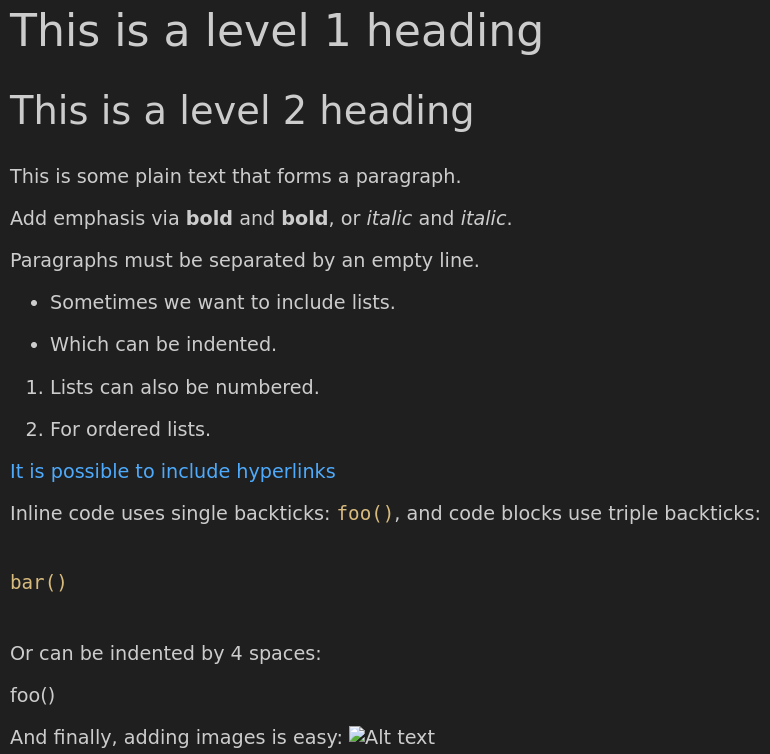 This is a level 1 heading
This is a level 2 heading
This is some plain text that forms a paragraph.
Add emphasis via bold and bold, or italic and italic.
Paragraphs must be separated by an empty line.
• Sometimes we want to include lists.
• Which can be indented.
1. Lists can also be numbered.
2. For ordered lists.
It is possible to include hyperlinks
Inline code uses single backticks: foo(), and code blocks use triple backticks:
bar()
Or can be indented by 4 spaces:
foo()
And finally, adding images is easy: Alt text